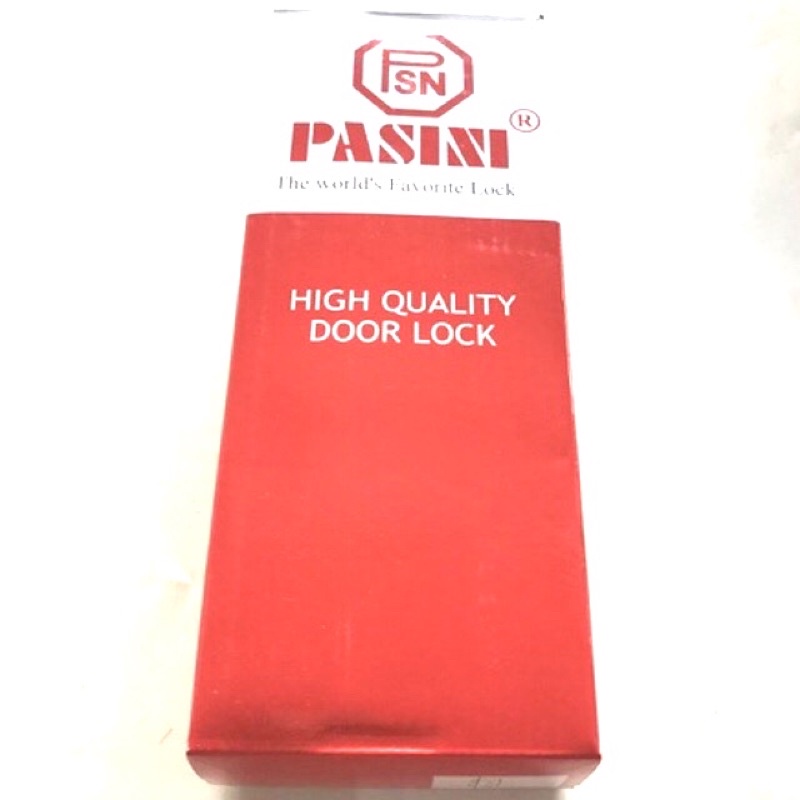 PSN
PASINI ®
The world's Favorite Lock
HIGH QUALITY
DOOR LOCK